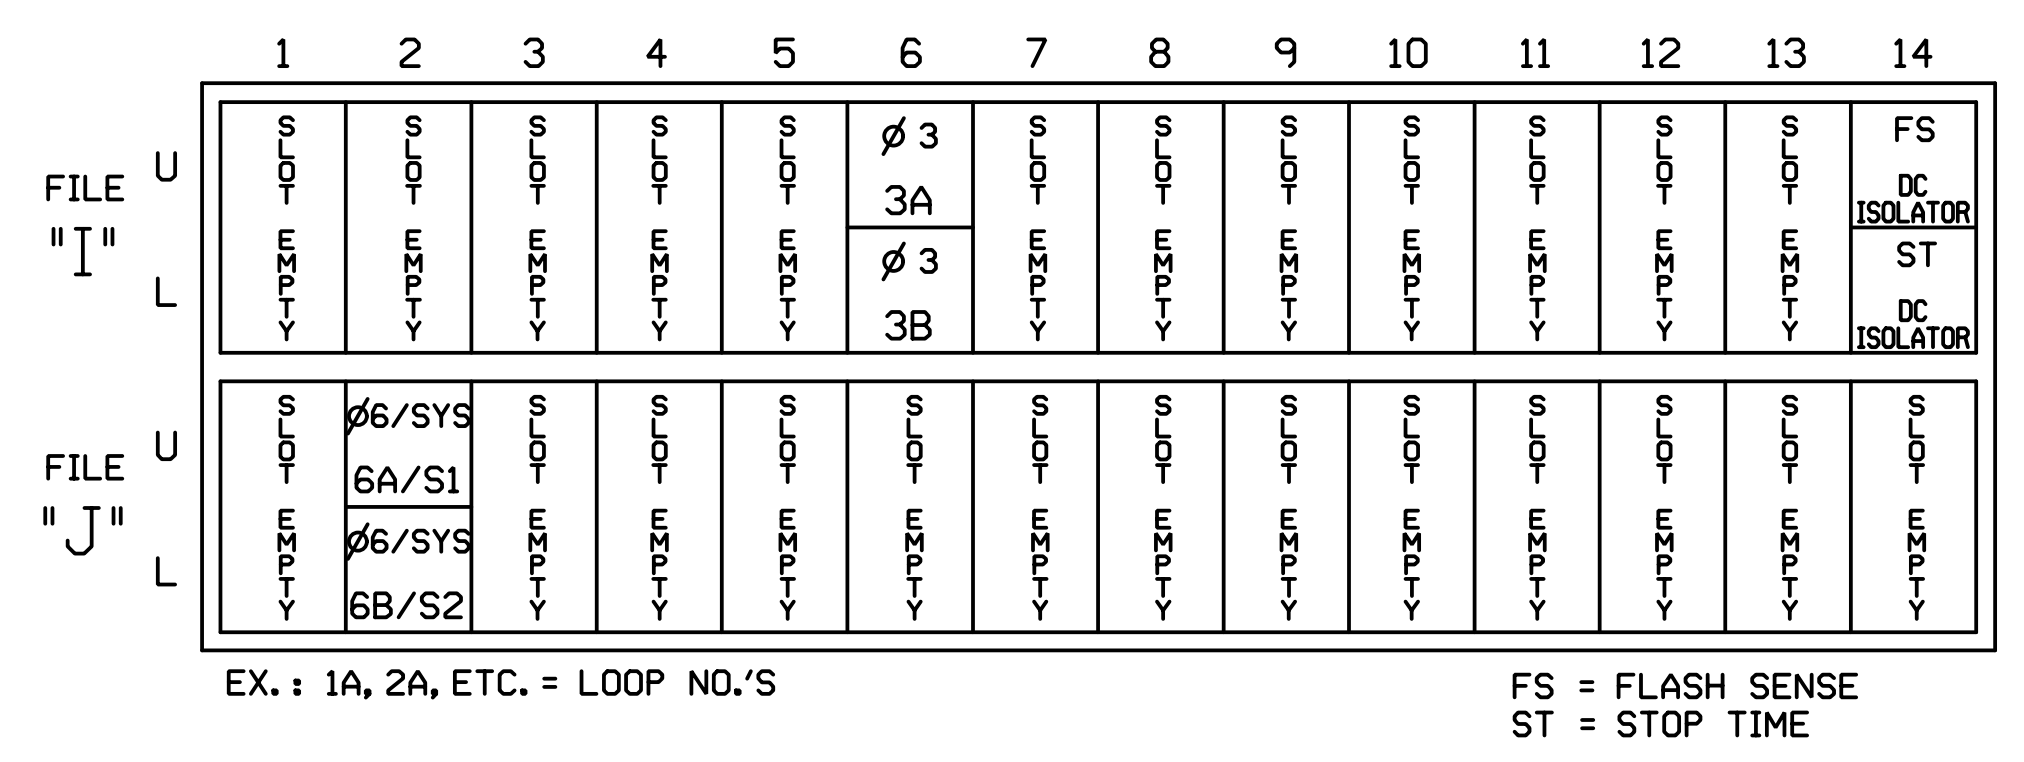 1 2 3 4 5 6 7 8 9 10 11 12 13 14
FILE "I"
U
L
SLOT EMPTY
SLOT EMPTY
SLOT EMPTY
SLOT EMPTY
SLOT EMPTY
Ø 3
3A
Ø 3
3B
SLOT EMPTY
SLOT EMPTY
SLOT EMPTY
SLOT EMPTY
SLOT EMPTY
SLOT EMPTY
SLOT EMPTY
FS
DC
ISOLATOR
ST
DC
ISOLATOR
FILE "J"
U
L
SLOT EMPTY
Ø6/SYS
6A/S1
Ø6/SYS
6B/S2
SLOT EMPTY
SLOT EMPTY
SLOT EMPTY
SLOT EMPTY
SLOT EMPTY
SLOT EMPTY
SLOT EMPTY
SLOT EMPTY
SLOT EMPTY
SLOT EMPTY
SLOT EMPTY
SLOT EMPTY
EX.: 1A, 2A, ETC. = LOOP NO.'S
FS = FLASH SENSE
ST = STOP TIME